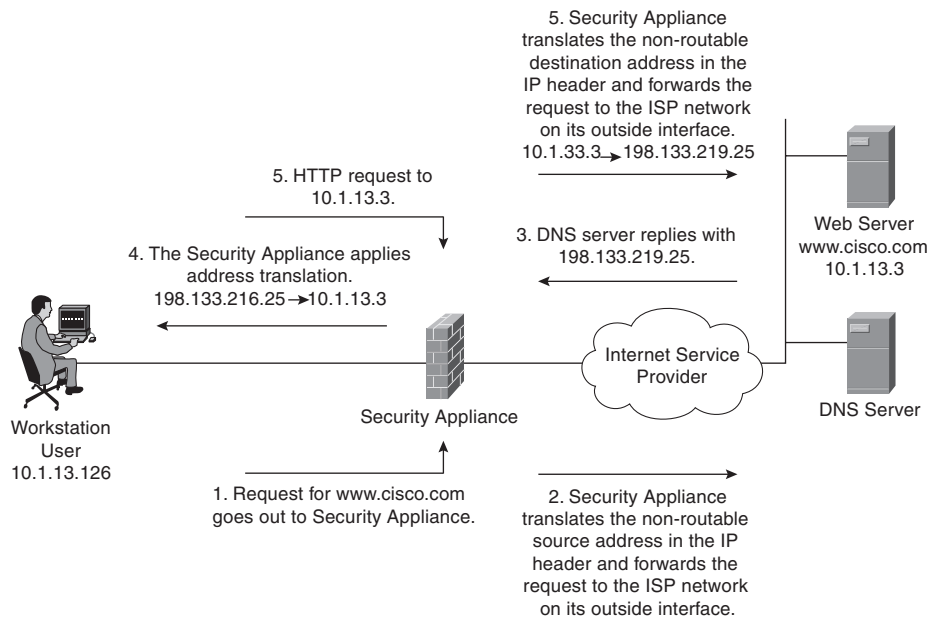 5. Security Appliance
translates the non-routable
destination address in the
IP header and forwards the
request to the ISP network
on its outside interface.
10.1.33.3→198.133.219.25
5. HTTP request to
10.1.13.3.
Web Server
www.cisco.com
10.1.13.3
3. DNS server replies with
198.133.219.25.
4. The Security Appliance applies
address translation.
198.133.216.25→10.1.13.3
Internet Service
Provider
DNS Server
Security Appliance
Workstation
User
10.1.13.126
1. Request for www.cisco.com
goes out to Security Appliance.
2. Security Appliance
translates the non-routable
source address in the IP
header and forwards the
request to the ISP network
on its outside interface.